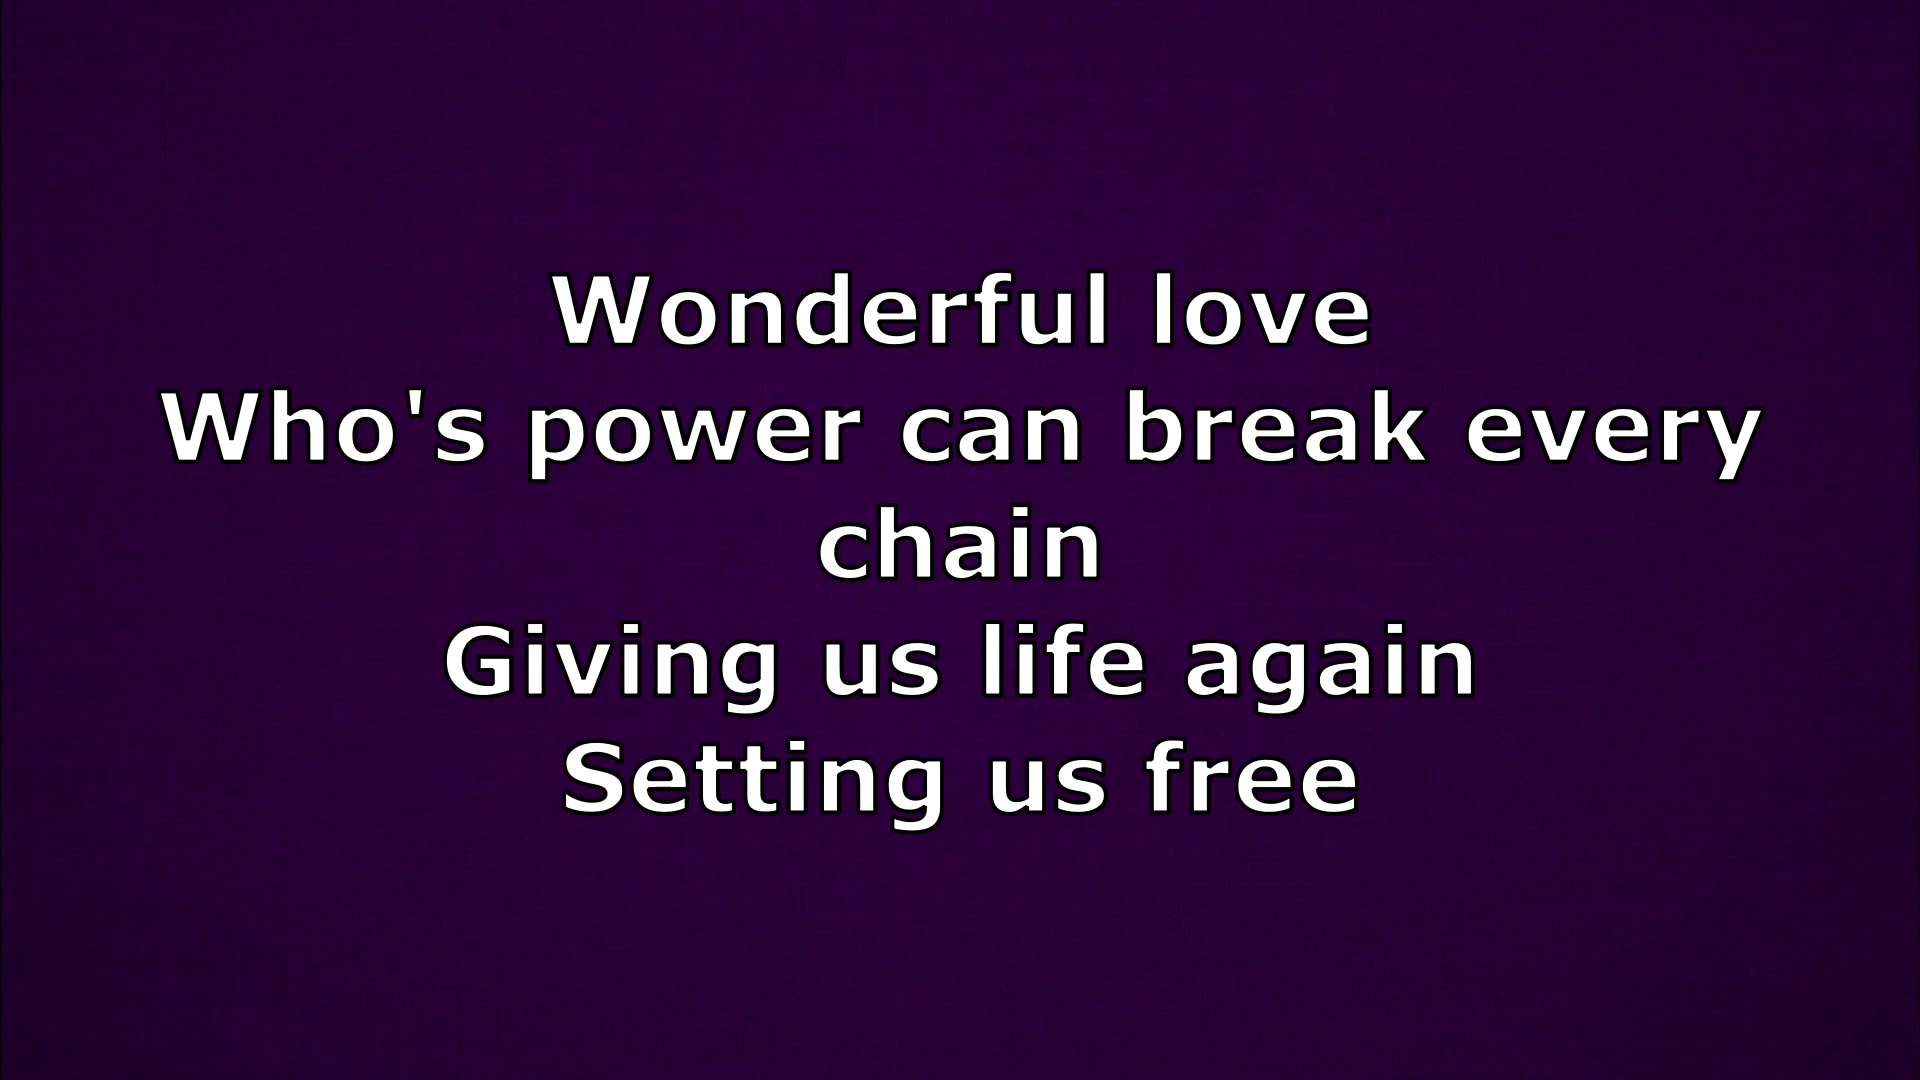 Wonderful love
Who's power can break every
chain
Giving us life again
Setting us free